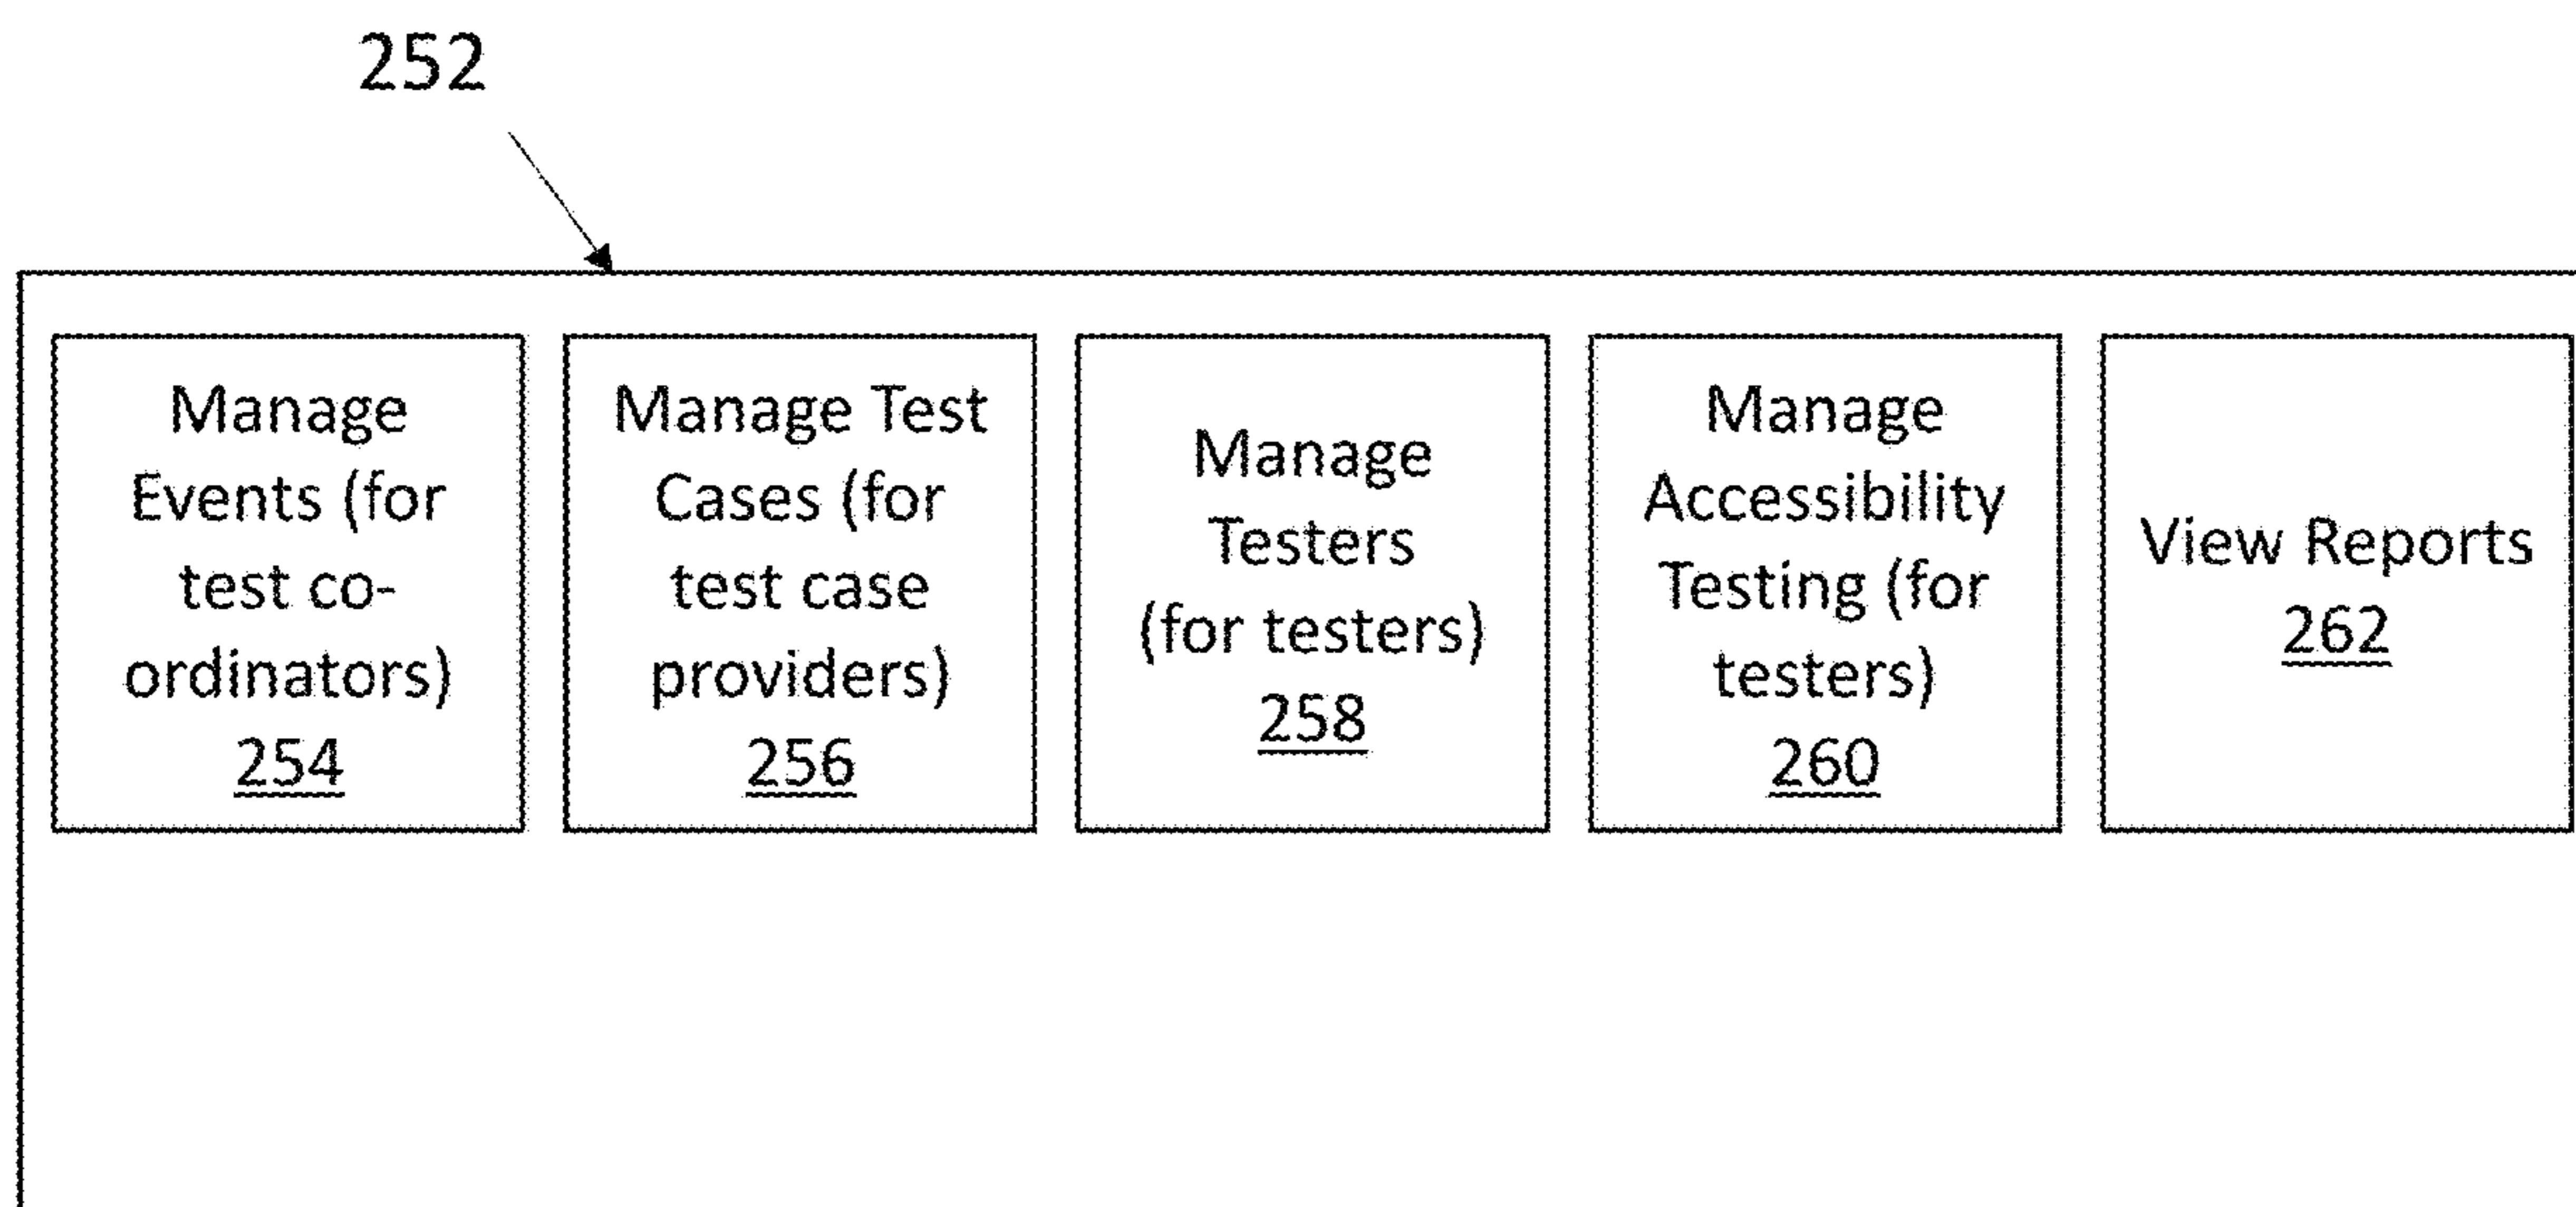 252
Manage
Events (for
test co-
ordinators)
254
Manage Test
Cases (for
test case
providers)
256
Manage
Testers
(for testers)
258
Manage
Accessibility
Testing (for
testers)
260
View Reports
262